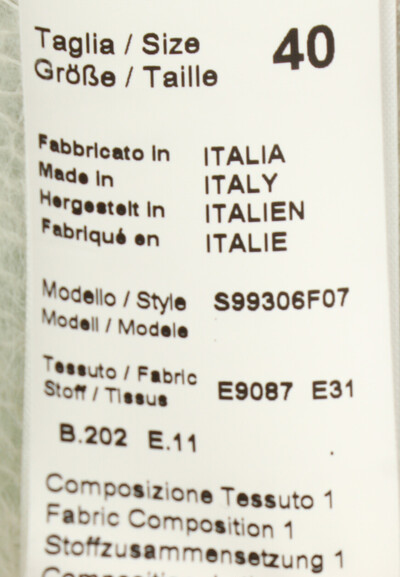 Taglia / Size 40
Größe / Taille
Fabbricato in ITALIA
Made in ITALY
Hergestelt in ITALIEN
Fabriqué en ITALIE
Modello / Style S99306F07
Modell / Modele
Tessuto / Fabric
Stoff / Tissus E9087 E31
B.202 E.11
Composizione Tessuto 1
Fabric Composition 1
Stoffzusammensetzung 1